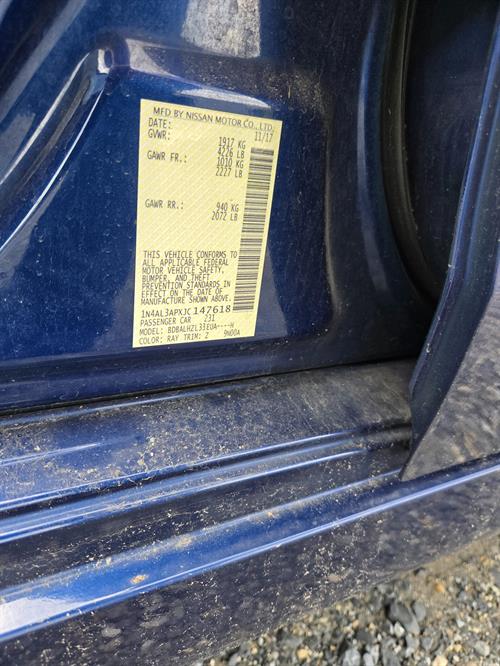 MFD BY NISSAN MOTOR CO., LTD.
DATE: 11/17
GVWR: 1917 KG
4226 LB
GAWR FR.: 1010 KG
2227 LB
GAWR RR.: 940 KG
2072 LB
THIS VEHICLE CONFORMS TO
ALL APPLICABLE FEDERAL
MOTOR VEHICLE SAFETY,
BUMPER, AND THEFT
PREVENTION STANDARDS IN
EFFECT ON THE DATE OF
MANUFACTURE SHOWN ABOVE.
1N4AL3APXJC147618
PASSENGER CAR 231
MODEL: BDBALHZL33EUA----H
COLOR: RAY TRIM: Z 9N00A